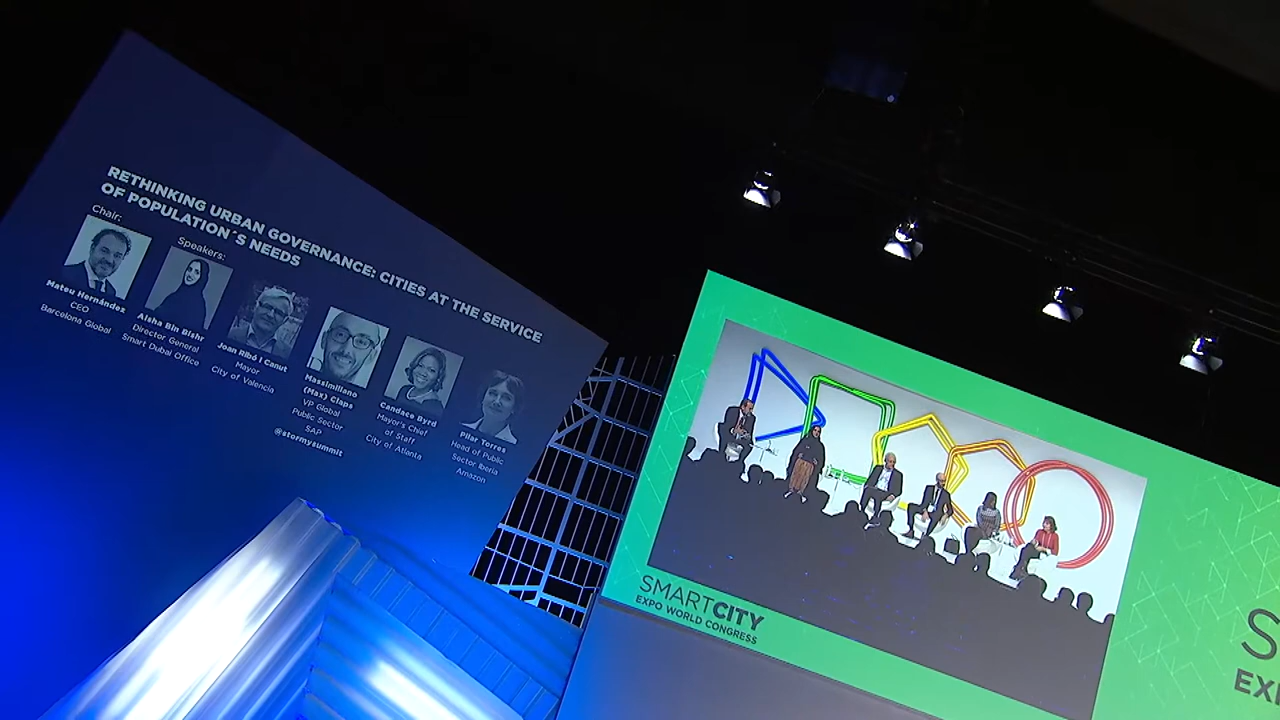 RETHINKING URBAN GOVERNANCE: CITIES AT THE SERVICE
OF POPULATION´S NEEDS
Chair:
Mateu Hernández
CEO
Barcelona Global
Speakers:
Aisha Bin Bishr
Director General
Smart Dubai Office
Joan Ribó I Canut
Mayor
City of Valencia
Massimiliano
(Max) Claps
VP Global
Public Sector
SAP
@stormysummit
Candace Byrd
Mayor's Chief
of Staff
City of Atlanta
Pilar Torres
Head of Public
Sector Iberia
Amazon
SMARTCITY
EXPO WORLD CONGRESS
S
EX